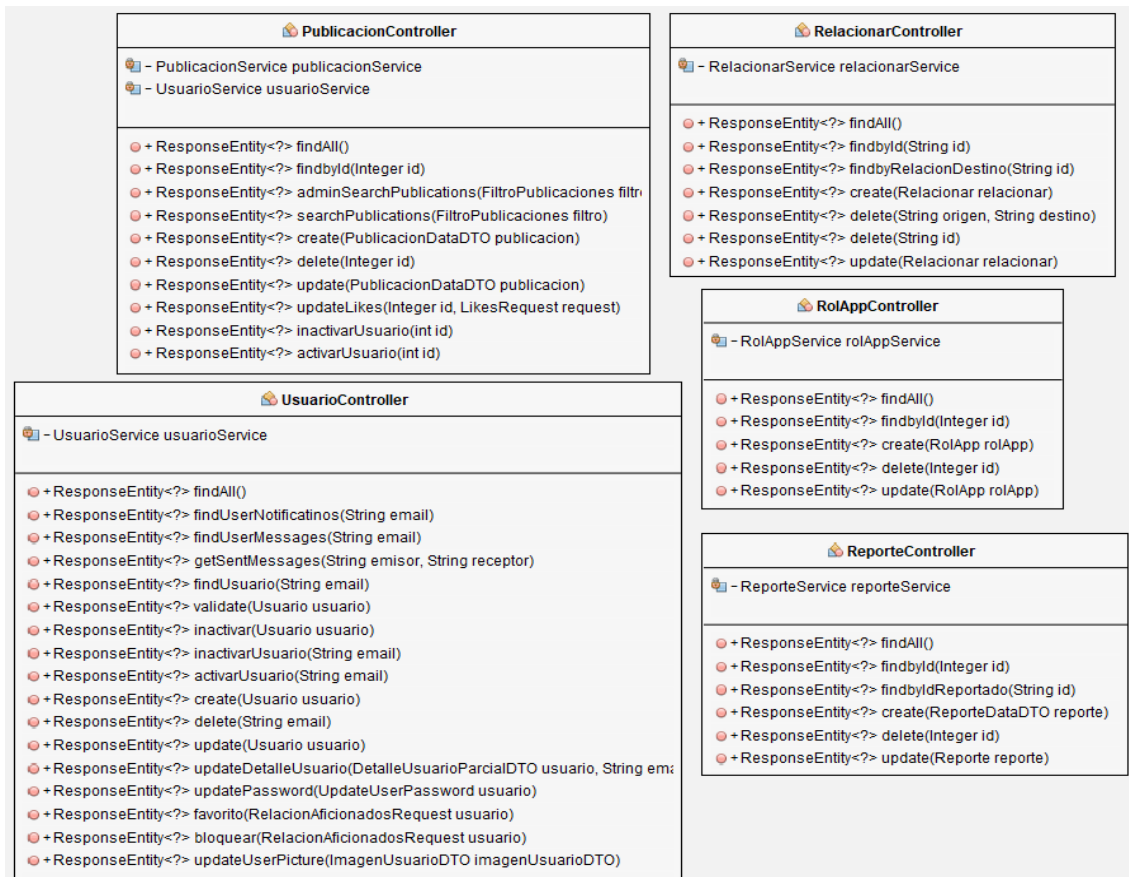 PublicacionController
- PublicacionService publicacionService
- UsuarioService usuarioService
+ ResponseEntity<?> findAll()
+ ResponseEntity<?> findbyId(Integer id)
+ ResponseEntity<?> adminSearchPublications(FiltroPublicaciones filtr
+ ResponseEntity<?> searchPublications(FiltroPublicaciones filtro)
+ ResponseEntity<?> create(PublicacionDataDTO publicacion)
+ ResponseEntity<?> delete(Integer id)
+ ResponseEntity<?> update(PublicacionDataDTO publicacion)
+ ResponseEntity<?> updateLikes(Integer id, LikesRequest request)
+ ResponseEntity<?> inactivarUsuario(int id)
+ ResponseEntity<?> activarUsuario(int id)
RelacionarController
- RelacionarService relacionarService
+ ResponseEntity<?> findAll()
+ ResponseEntity<?> findbyId(String id)
+ ResponseEntity<?> findbyRelacionDestino(String id)
+ ResponseEntity<?> create(Relacionar relacionar)
+ ResponseEntity<?> delete(String origen, String destino)
+ ResponseEntity<?> delete(String id)
+ ResponseEntity<?> update(Relacionar relacionar)
RolAppController
- RolAppService rolAppService
+ ResponseEntity<?> findAll()
+ ResponseEntity<?> findbyId(Integer id)
+ ResponseEntity<?> create(RolApp rolApp)
+ ResponseEntity<?> delete(Integer id)
+ ResponseEntity<?> update(RolApp rolApp)
UsuarioController
- UsuarioService usuarioService
+ ResponseEntity<?> findAll()
+ ResponseEntity<?> findUserNotificatinos(String email)
+ ResponseEntity<?> findUserMessages(String email)
+ ResponseEntity<?> getSentMessages(String emisor, String receptor)
+ ResponseEntity<?> findUsuario(String email)
+ ResponseEntity<?> validate(Usuario usuario)
+ ResponseEntity<?> inactivar(Usuario usuario)
+ ResponseEntity<?> inactivarUsuario(String email)
+ ResponseEntity<?> activarUsuario(String email)
+ ResponseEntity<?> create(Usuario usuario)
+ ResponseEntity<?> delete(String email)
+ ResponseEntity<?> update(Usuario usuario)
+ ResponseEntity<?> updateDetalleUsuario(DetalleUsuarioParcialDTO usuario, String ema
+ ResponseEntity<?> updatePassword(UpdateUserPassword usuario)
+ ResponseEntity<?> favorito(RelacionAficionadosRequest usuario)
+ ResponseEntity<?> bloquear(RelacionAficionadosRequest usuario)
+ ResponseEntity<?> updateUserPicture(ImagenUsuarioDTO imagenUsuarioDTO)
ReporteController
- ReporteService reporteService
+ ResponseEntity<?> findAll()
+ ResponseEntity<?> findbyId(Integer id)
+ ResponseEntity<?> findbyIdReportado(String id)
+ ResponseEntity<?> create(ReporteDataDTO reporte)
+ ResponseEntity<?> delete(Integer id)
+ ResponseEntity<?> update(Reporte reporte)